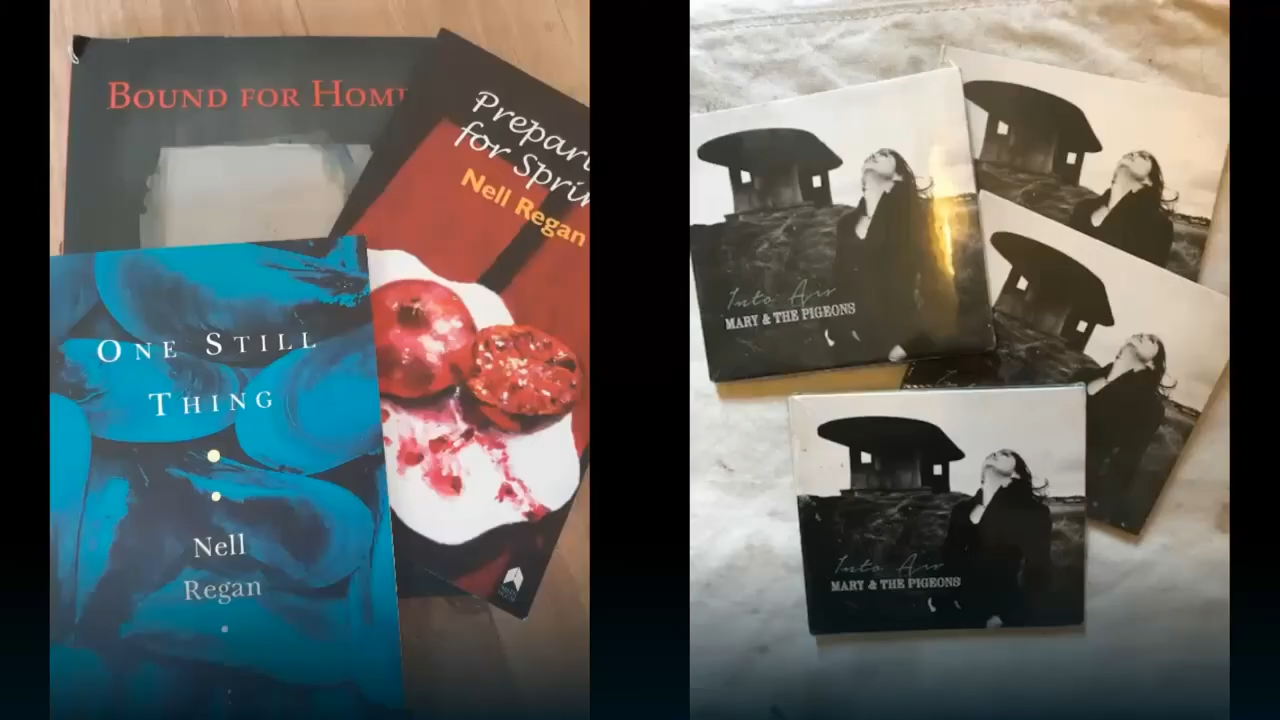 BOUND FOR HOM
Prepari
for Sprin
Nell Regan
ONE STILL
THING
Nell
Regan
Into Air
MARY & THE PIGEONS
Into Air
MARY & THE PIGEONS